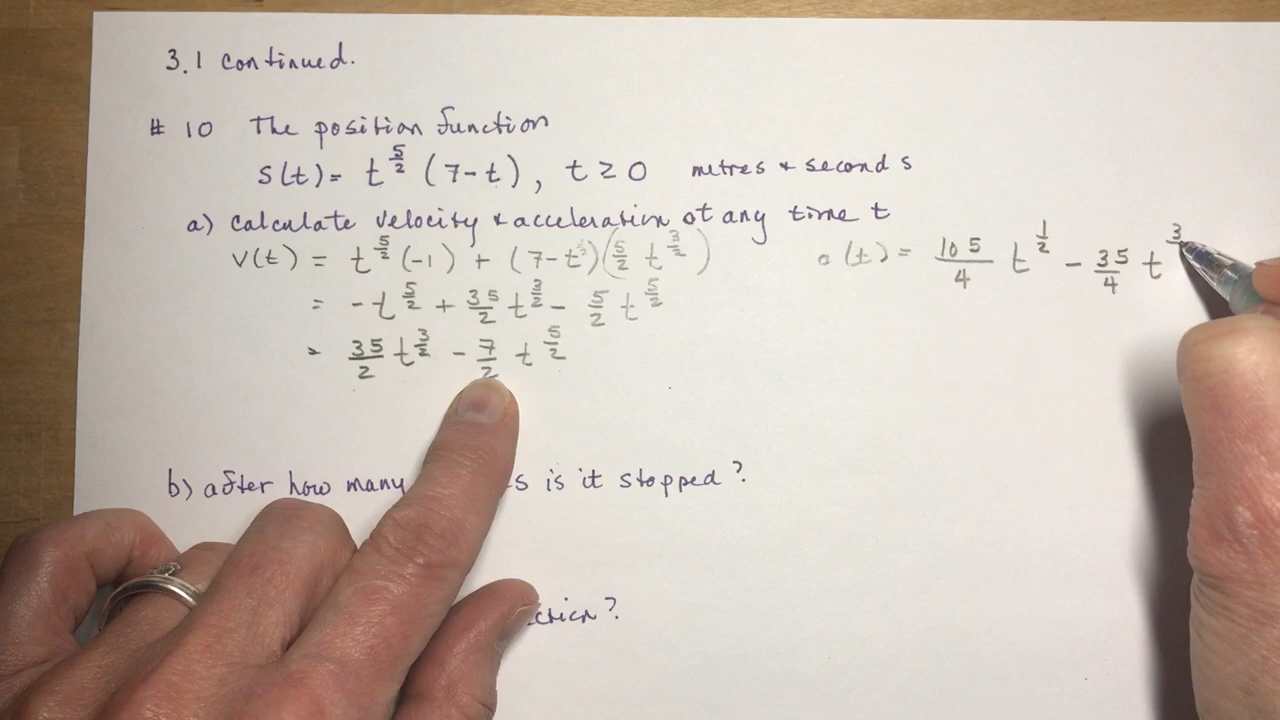 3.1 continued.
# 10 The position function
s(t) = t^{5/2} (7-t), t ≥ 0 metres + seconds
a) calculate velocity + acceleration at any time t
v(t) = t^{5/2} (-1) + (7-t)(5/2 t^{3/2})
= -t^{5/2} + 35/2 t^{3/2} - 5/2 t^{5/2}
= 35/2 t^{3/2} - 7/2 t^{5/2}
a(t) = 105/4 t^{1/2} - 35/4 t^3
b) after how many is it stopped?